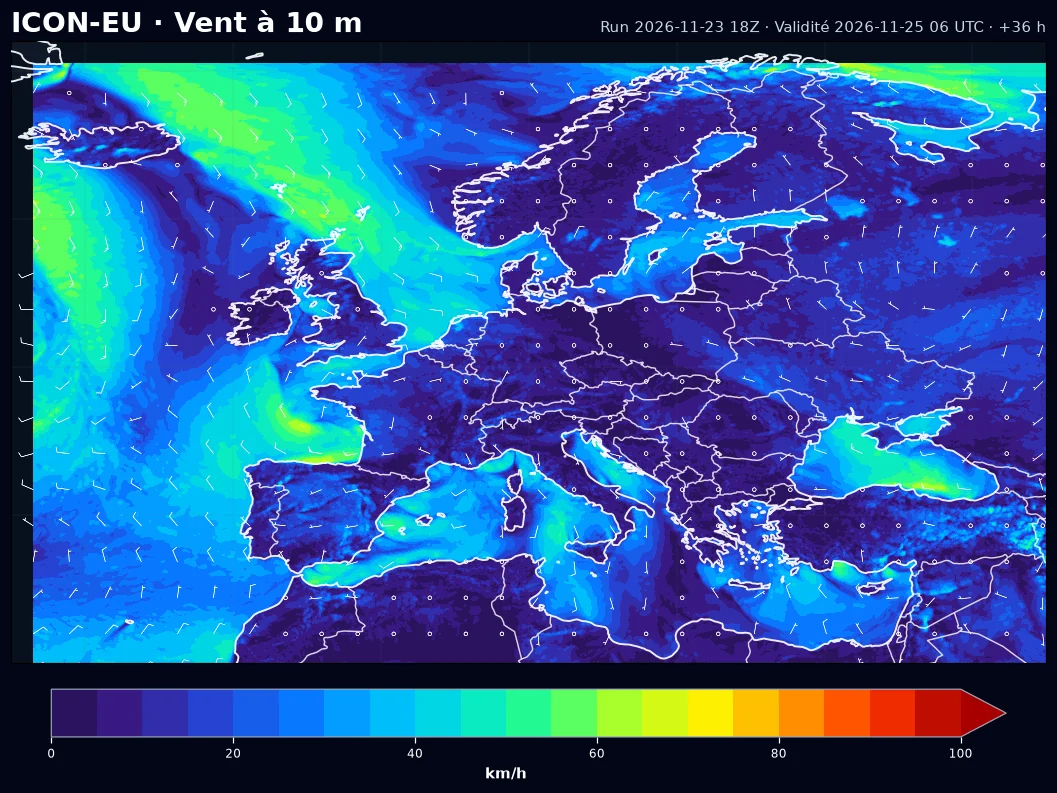 ICON-EU · Vent à 10 m
Run 2026-11-23 18Z · Validité 2026-11-25 06 UTC · +36 h
0 20 40 60 80 100
km/h